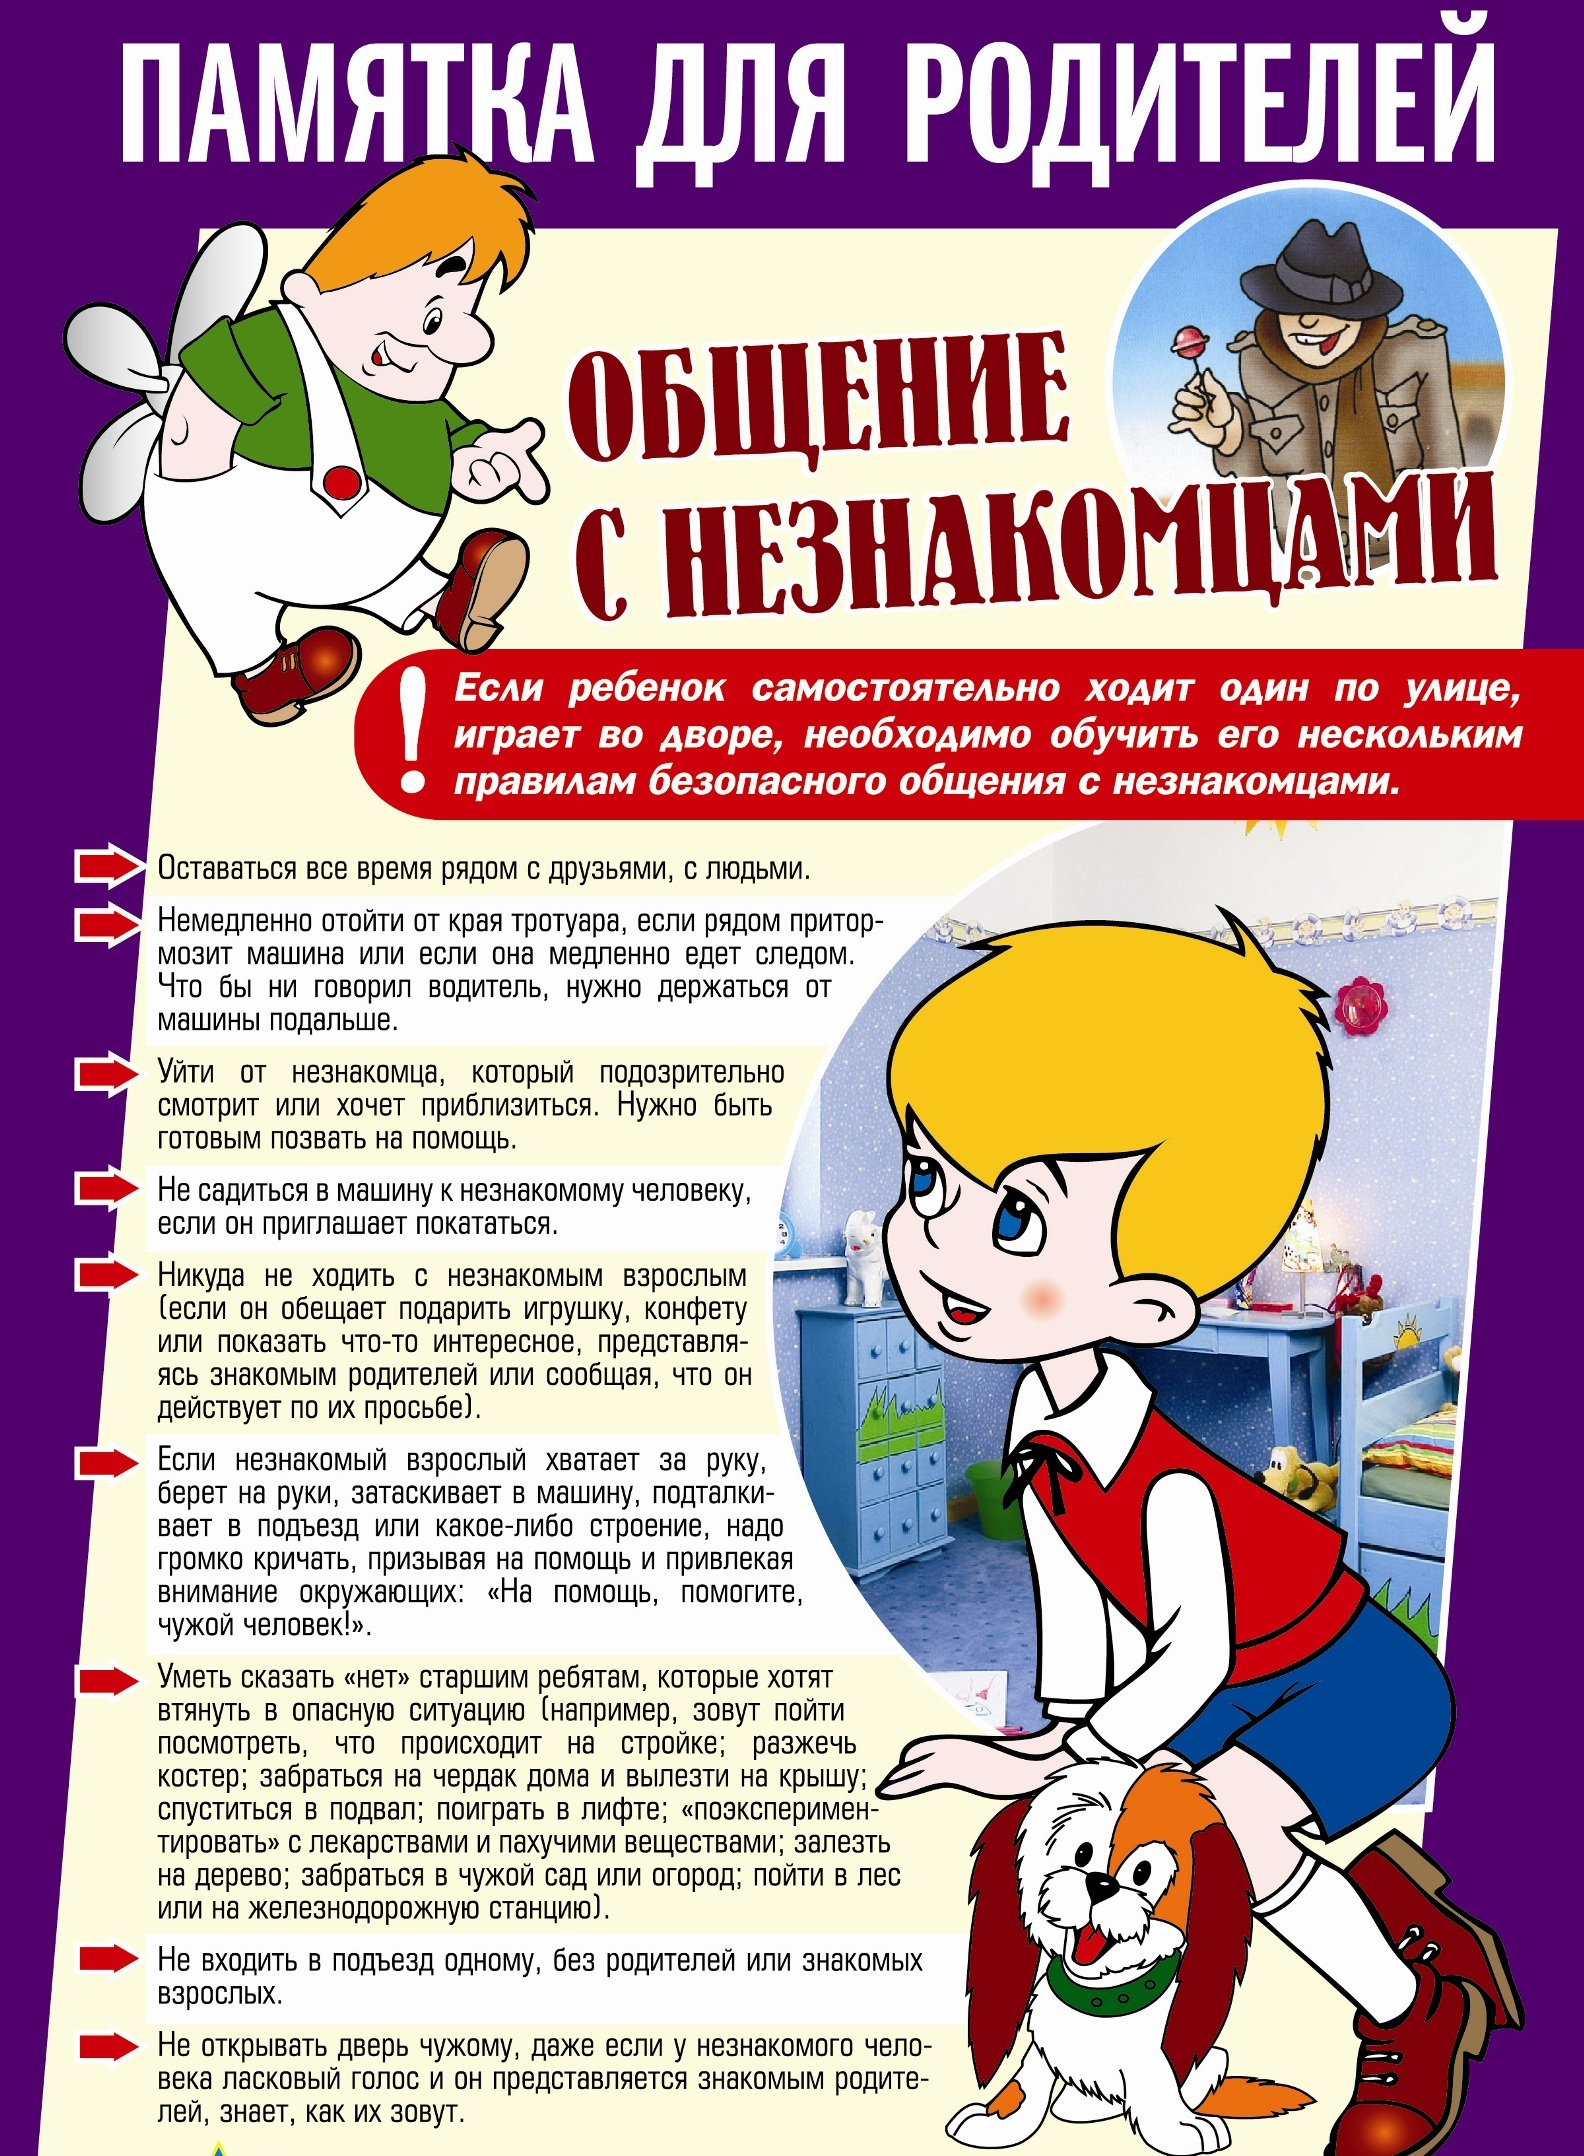 ПАМЯТКА ДЛЯ РОДИТЕЛЕЙ
ОБЩЕНИЕ
С НЕЗНАКОМЦАМИ
! Если ребенок самостоятельно ходит один по улице,
играет во дворе, необходимо обучить его нескольким
правилам безопасного общения с незнакомцами.
Оставаться все время рядом с друзьями, с людьми.
Немедленно отойти от края тротуара, если рядом притор-
мозит машина или если она медленно едет следом.
Что бы ни говорил водитель, нужно держаться от
машины подальше.
Уйти от незнакомца, который подозрительно
смотрит или хочет приблизиться. Нужно быть
готовым позвать на помощь.
Не садиться в машину к незнакомому человеку,
если он приглашает покататься.
Никуда не ходить с незнакомым взрослым
(если он обещает подарить игрушку, конфету
или показать что-то интересное, представля-
ясь знакомым родителей или сообщая, что он
действует по их просьбе).
Если незнакомый взрослый хватает за руку,
берет на руки, затаскивает в машину, подталки-
вает в подъезд или какое-либо строение, надо
громко кричать, призывая на помощь и привлекая
внимание окружающих: «На помощь, помогите,
чужой человек!».
Уметь сказать «нет» старшим ребятам, которые хотят
втянуть в опасную ситуацию (например, зовут пойти
посмотреть, что происходит на стройке; разжечь
костер; забраться на чердак дома и вылезти на крышу;
спуститься в подвал; поиграть в лифте; «поэксперимен-
тировать» с лекарствами и пахучими веществами; залезть
на дерево; забраться в чужой сад или огород; пойти в лес
или на железнодорожную станцию).
Не входить в подъезд одному, без родителей или знакомых
взрослых.
Не открывать дверь чужому, даже если у незнакомого чело-
века ласковый голос и он представляется знакомым родите-
лей, знает, как их зовут.